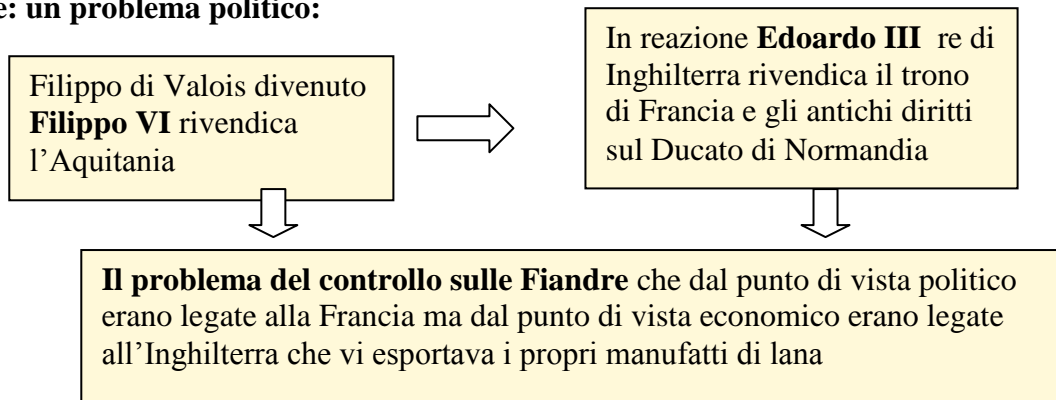 e: un problema politico:
Filippo di Valois divenuto
Filippo VI rivendica
l’Aquitania
In reazione Edoardo III re di
Inghilterra rivendica il trono
di Francia e gli antichi diritti
sul Ducato di Normandia
Il problema del controllo sulle Fiandre che dal punto di vista politico
erano legate alla Francia ma dal punto di vista economico erano legate
all’Inghilterra che vi esportava i propri manufatti di lana